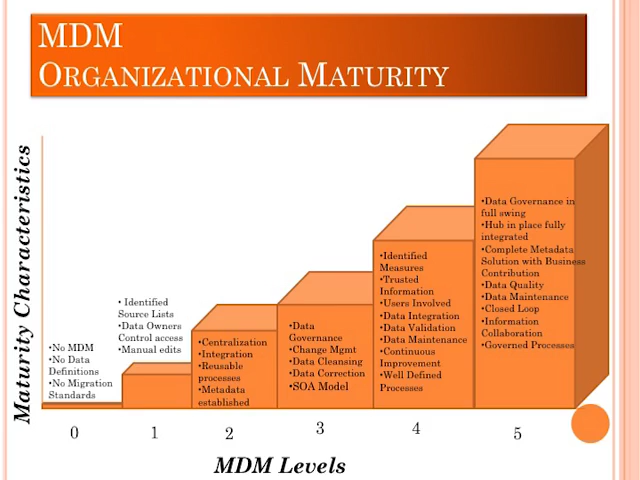 MDM
ORGANIZATIONAL MATURITY
Maturity Characteristics
•No MDM
•No Data
Definitions
•No Migration
Standards
• Identified
Source Lists
•Data Owners
Control access
•Manual edits
•Centralization
•Integration
•Reusable
processes
•Metadata
established
•Data
Governance
•Change Mgmt
•Data Cleansing
•Data Correction
•SOA Model
•Identified
Measures
•Trusted
Information
•Users Involved
•Data Integration
•Data Validation
•Data Maintenance
•Continuous
Improvement
•Well Defined
Processes
•Data Governance in
full swing
•Hub in place fully
integrated
•Complete Metadata
Solution with Business
Contribution
•Data Quality
•Data Maintenance
•Closed Loop
•Information
Collaboration
•Governed Processes
0
1
2
3
4
5
MDM Levels